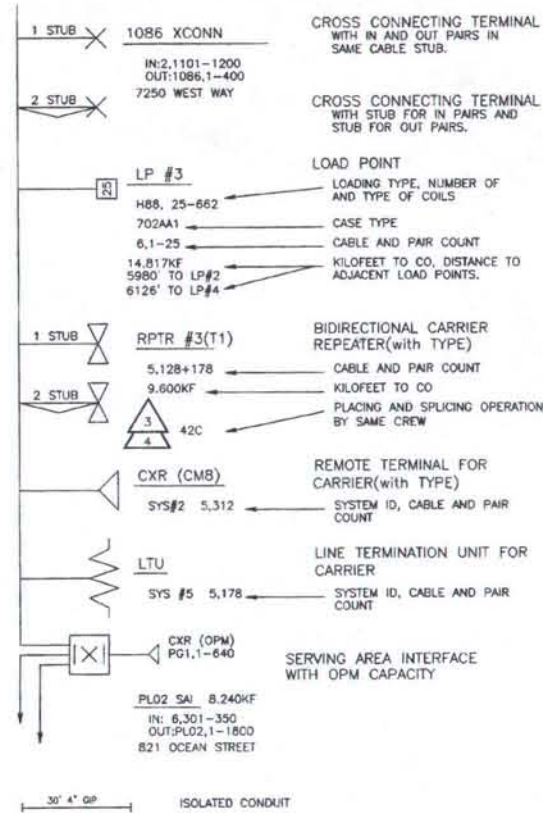 1 STUB
1086 XCONN
IN:2,1101-1200
OUT:1086,1-400
7250 WEST WAY
CROSS CONNECTING TERMINAL
WITH IN AND OUT PAIRS IN
SAME CABLE STUB.
2 STUB
CROSS CONNECTING TERMINAL
WITH STUB FOR IN PAIRS AND
STUB FOR OUT PAIRS.
25
LP #3
LOAD POINT
H88, 25-662
LOADING TYPE, NUMBER OF
AND TYPE OF COILS
702AA1
CASE TYPE
6,1-25
CABLE AND PAIR COUNT
14.817KF
5980' TO LP#2
6126' TO LP#4
KILOFEET TO CO, DISTANCE TO
ADJACENT LOAD POINTS.
1 STUB
RPTR #3(T1)
BIDIRECTIONAL CARRIER
REPEATER(with TYPE)
5,128+178
CABLE AND PAIR COUNT
2 STUB
9.600KF
KILOFEET TO CO
3
4
42C
PLACING AND SPLICING OPERATION
BY SAME CREW
CXR (CM8)
REMOTE TERMINAL FOR
CARRIER(with TYPE)
SYS#2 5,312
SYSTEM ID, CABLE AND PAIR
COUNT
LTU
LINE TERMINATION UNIT FOR
CARRIER
SYS #5 5,178
SYSTEM ID, CABLE AND PAIR
COUNT
CXR (OPM)
PG1,1-640
SERVING AREA INTERFACE
WITH OPM CAPACITY
PL02 SAI 8.240KF
IN: 6,301-350
OUT:PL02,1-1800
821 OCEAN STREET
30' 4" GIP
ISOLATED CONDUIT